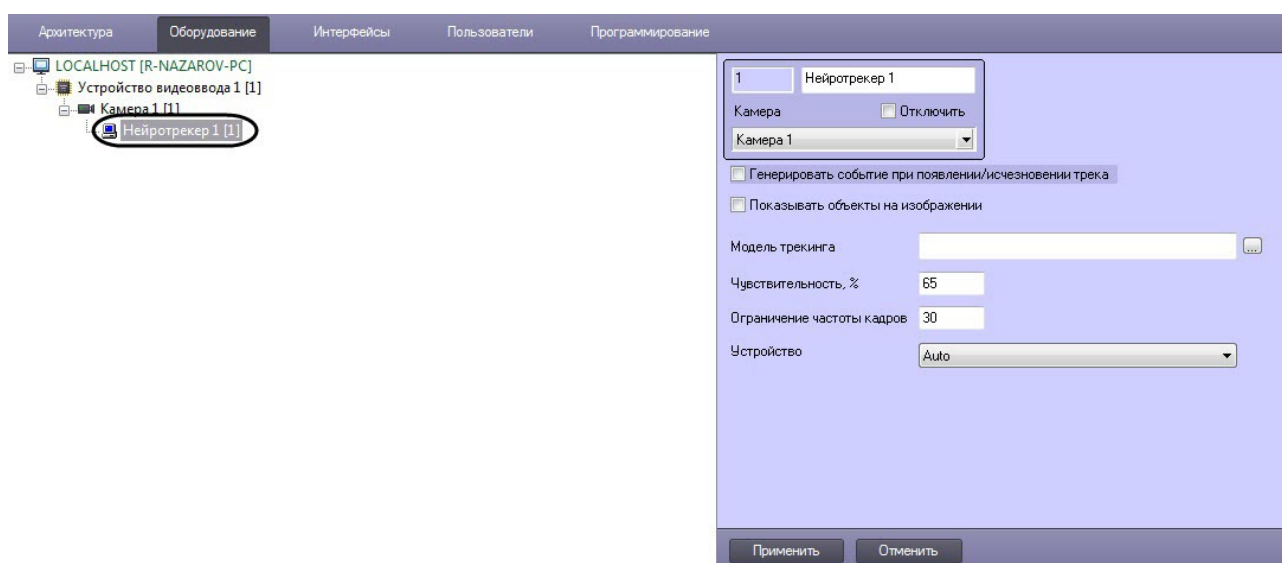 Архитектура Оборудование Интерфейсы Пользователи Программирование
LOCALHOST [R-NAZAROV-PC]
Устройство видеоввода 1 [1]
Камера 1 [1]
Нейротрекер 1 [1]
1 Нейротрекер 1
Камера Отключить
Камера 1
Генерировать событие при появлении/исчезновении трека
Показывать объекты на изображении
Модель трекинга ...
Чувствительность, % 65
Ограничение частоты кадров 30
Устройство Auto
Применить Отменить